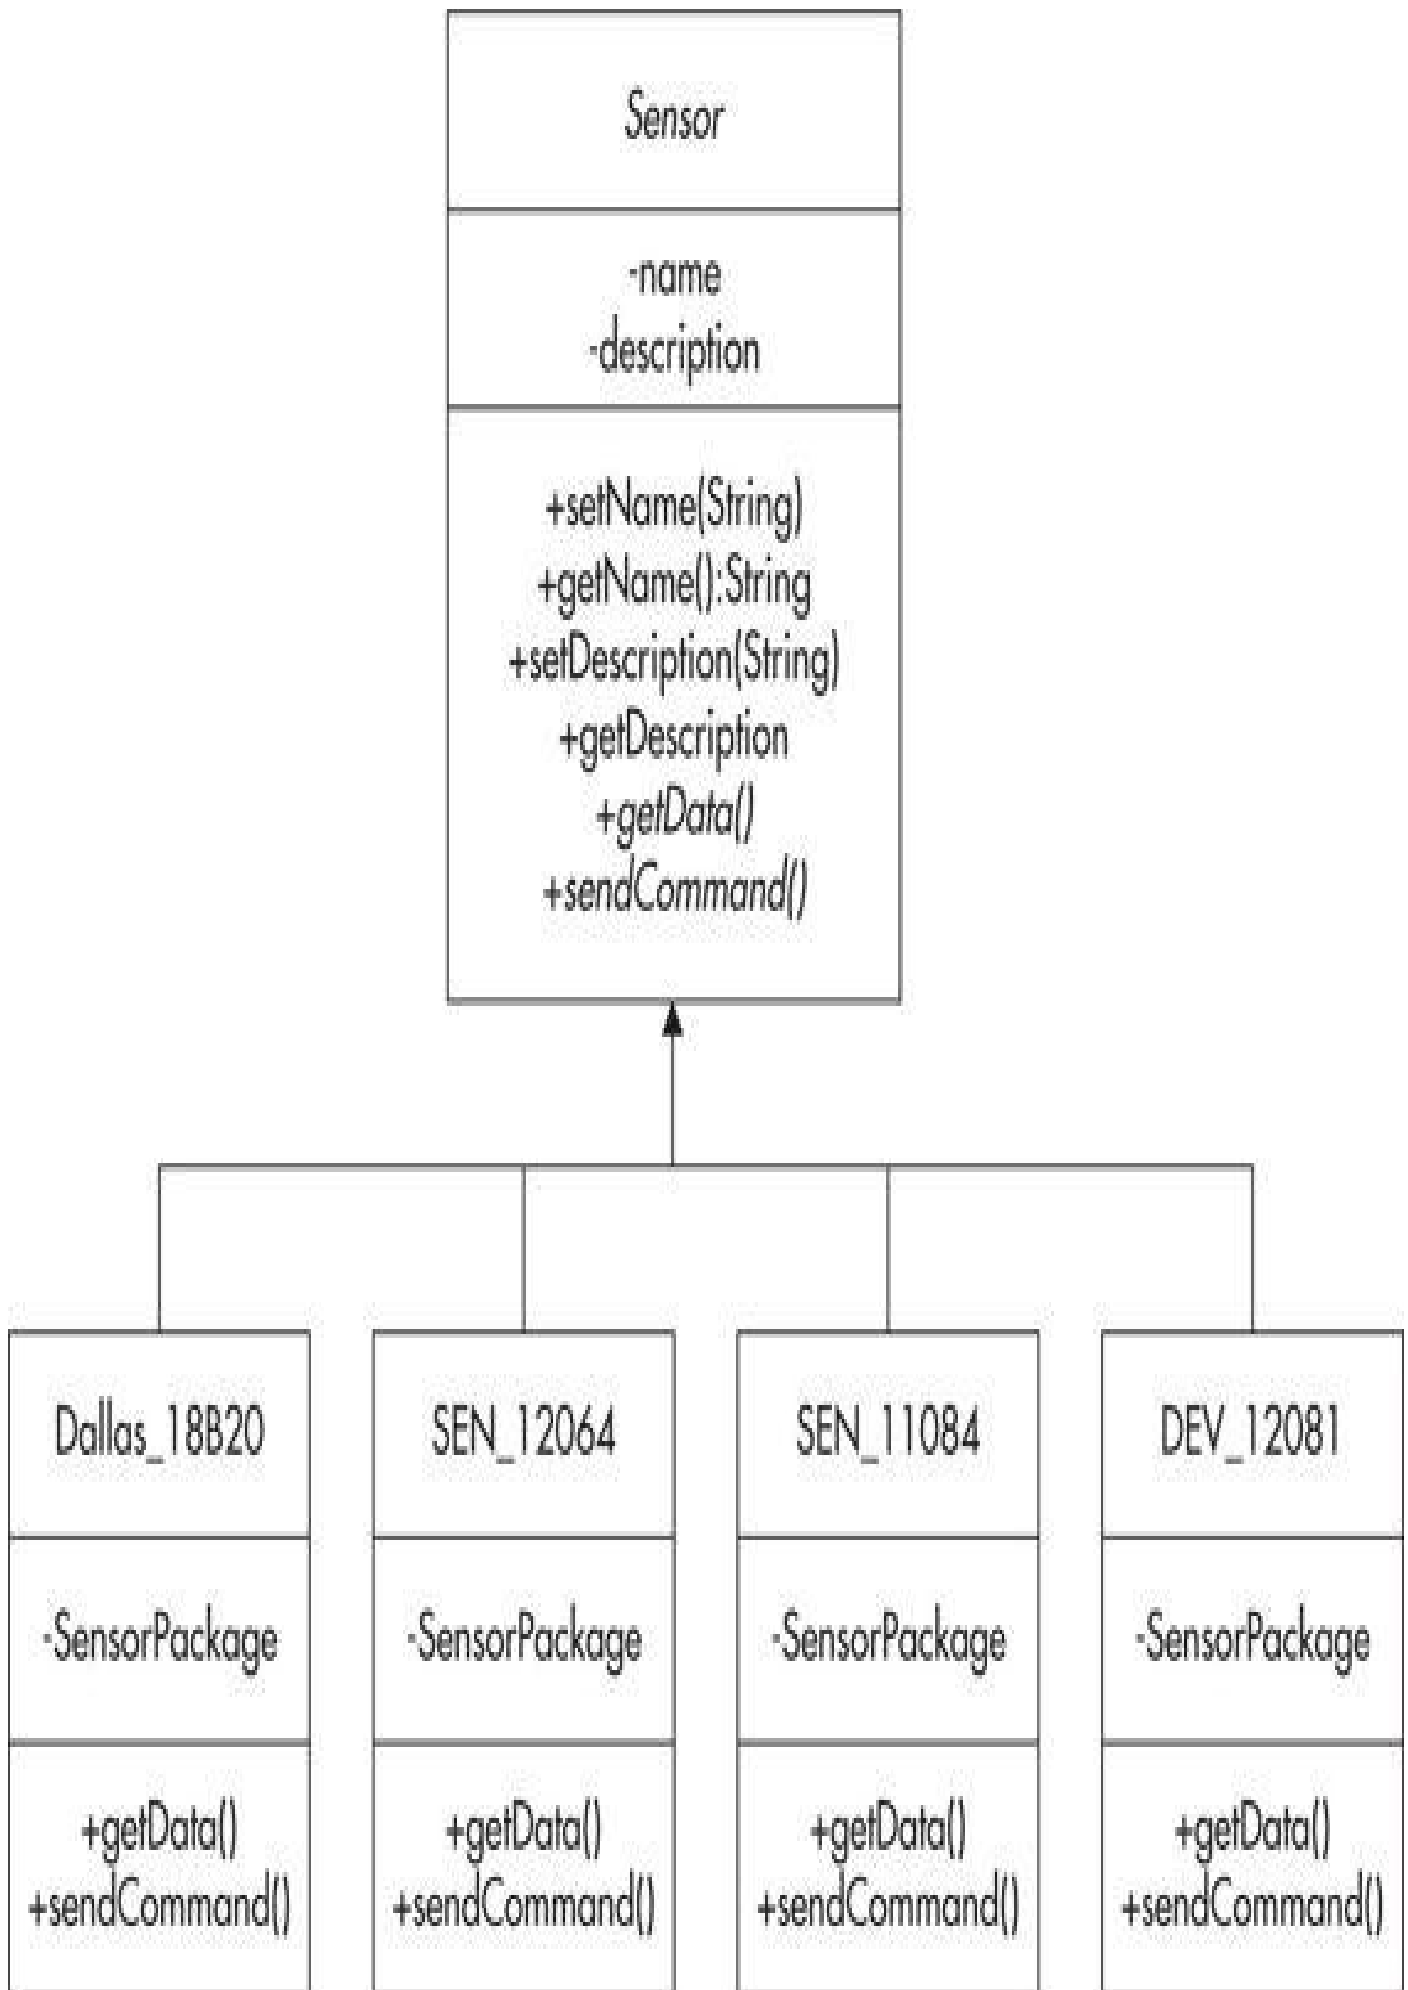 Sensor
-name
-description
+setName(String)
+getName():String
+setDescription(String)
+getDescription
+getData()
+sendCommand()
Dallas_18B20
-SensorPackage
+getData()
+sendCommand()
SEN_12064
-SensorPackage
+getData()
+sendCommand()
SEN_11084
-SensorPackage
+getData()
+sendCommand()
DEV_12081
-SensorPackage
+getData()
+sendCommand()